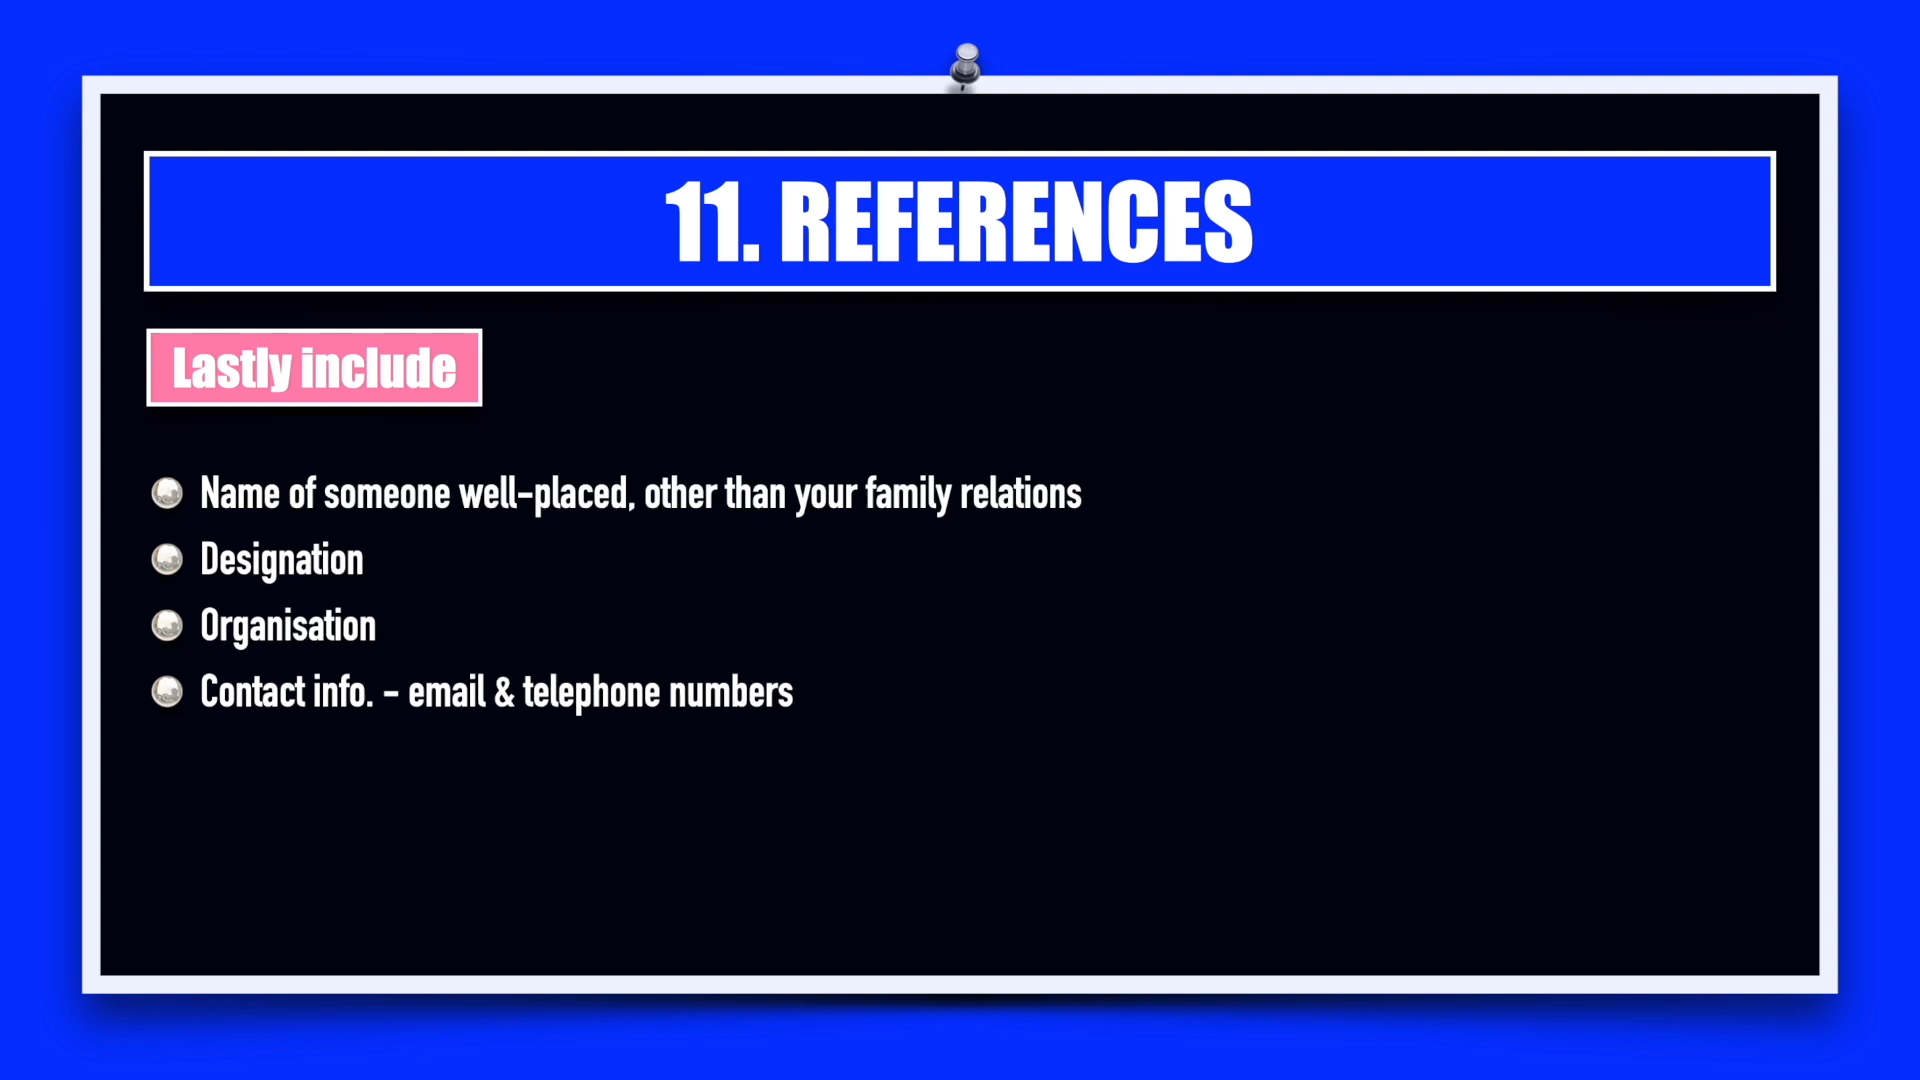 11. REFERENCES
Lastly include
Name of someone well-placed, other than your family relations
Designation
Organisation
Contact info. - email & telephone numbers